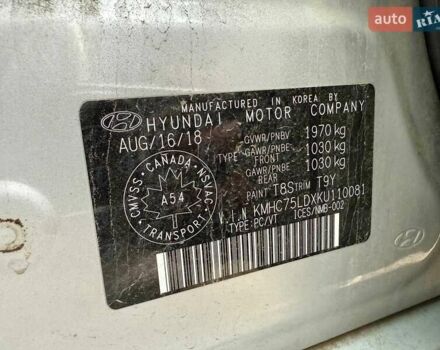 auto RIA
MANUFACTURED IN KOREA BY
HYUNDAI MOTOR COMPANY
AUG/16/18
GVWR/PNBV 1970 kg
TYPE GAWR/PNBE 1030 kg
FRONT
GAWR/PNBE 1030 kg
REAR
PAINT T8S TRIM T9Y
V I N KMHC75LDXKU110081
TYPE:PC/VT ICES/NMB-002
CMVSS · CANADA · NSVAC
A54
TRANSPORT